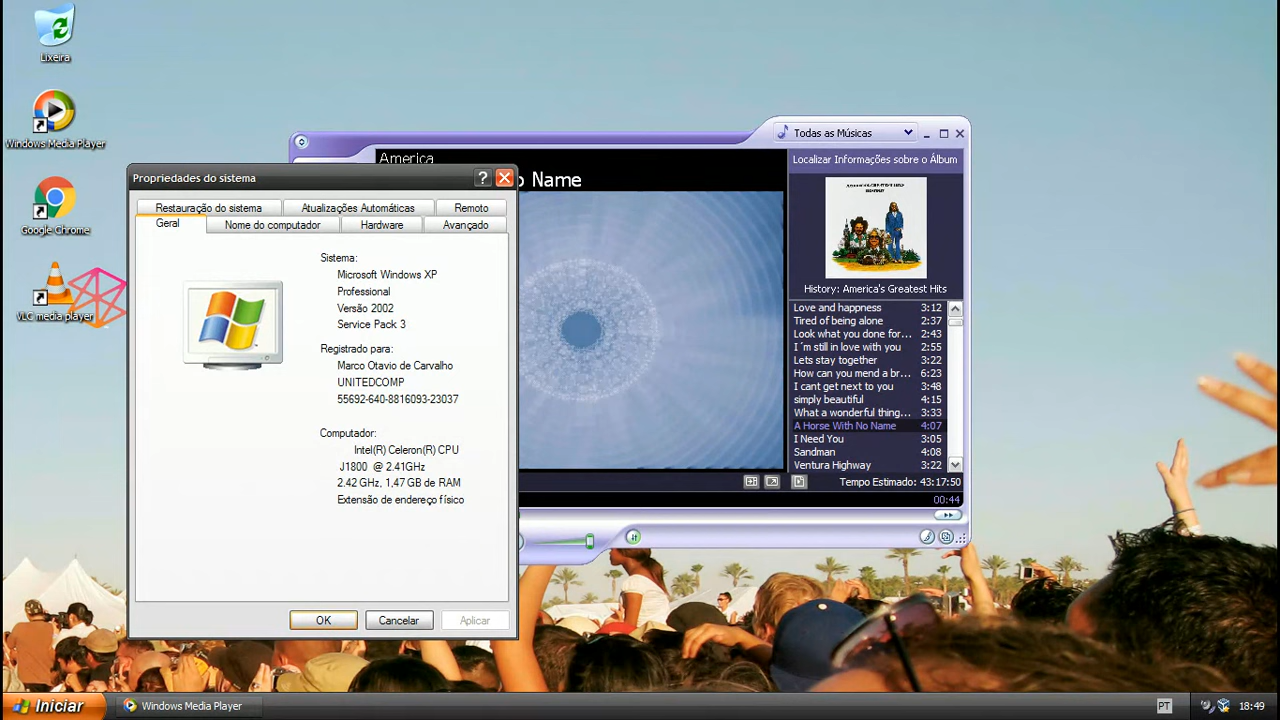 Lixeira
Windows Media Player
Google Chrome
VLC media player
Propriedades do sistema
Restauração do sistema
Atualizações Automáticas
Remoto
Geral
Nome do computador
Hardware
Avançado
Sistema:
Microsoft Windows XP
Professional
Versão 2002
Service Pack 3
Registrado para:
Marco Otavio de Carvalho
UNITEDCOMP
55692-640-8816093-23037
Computador:
Intel(R) Celeron(R) CPU
J1800 @ 2.41GHz
2.42 GHz, 1,47 GB de RAM
Extensão de endereço físico
OK
Cancelar
Aplicar
America
Name
Todas as Músicas
Localizar Informações sobre o Álbum
History: America's Greatest Hits
Love and happness 3:12
Tired of being alone 2:37
Look what you done for... 2:43
I ´m still in love with you 2:55
Lets stay together 3:22
How can you mend a br... 6:23
I cant get next to you 3:48
simply beautiful 4:15
What a wonderful thing... 3:33
A Horse With No Name 4:07
I Need You 3:05
Sandman 4:08
Ventura Highway 3:22
Tempo Estimado: 43:17:50
00:44
Iniciar
Windows Media Player
PT
18:49